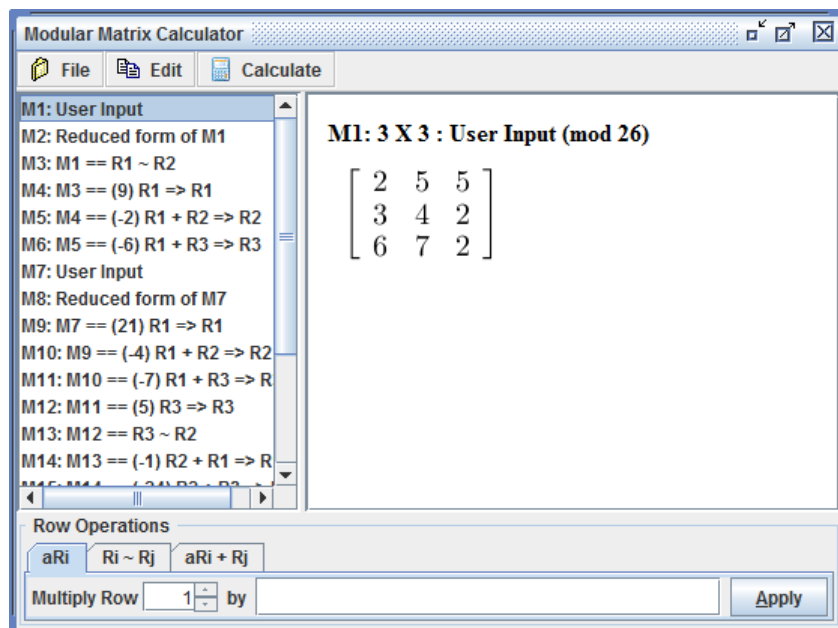 Modular Matrix Calculator
File Edit Calculate
M1: User Input
M2: Reduced form of M1
M3: M1 == R1 ~ R2
M4: M3 == (9) R1 => R1
M5: M4 == (-2) R1 + R2 => R2
M6: M5 == (-6) R1 + R3 => R3
M7: User Input
M8: Reduced form of M7
M9: M7 == (21) R1 => R1
M10: M9 == (-4) R1 + R2 => R2
M11: M10 == (-7) R1 + R3 => R
M12: M11 == (5) R3 => R3
M13: M12 == R3 ~ R2
M14: M13 == (-1) R2 + R1 => R
M1: 3 X 3 : User Input (mod 26)
2 5 5
3 4 2
6 7 2
Row Operations
aRi Ri ~ Rj aRi + Rj
Multiply Row 1 by Apply